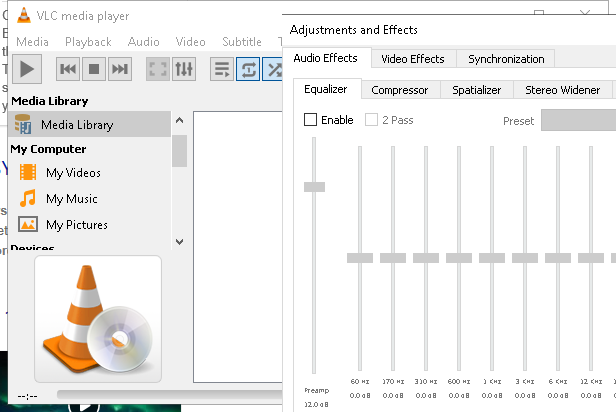 VLC media player
Media Playback Audio Video Subtitle
Media Library
Media Library
My Computer
My Videos
My Music
My Pictures
Devices
--:--
Adjustments and Effects
Audio Effects Video Effects Synchronization
Equalizer Compressor Spatializer Stereo Widener
Enable 2 Pass Preset
60 Hz 170 Hz 310 Hz 600 Hz 1 KHz 3 KHz 6 KHz 12 KHz
Preamp 0.0 dB 0.0 dB 0.0 dB 0.0 dB 0.0 dB 0.0 dB 0.0 dB 0.0 dB
12.0 dB